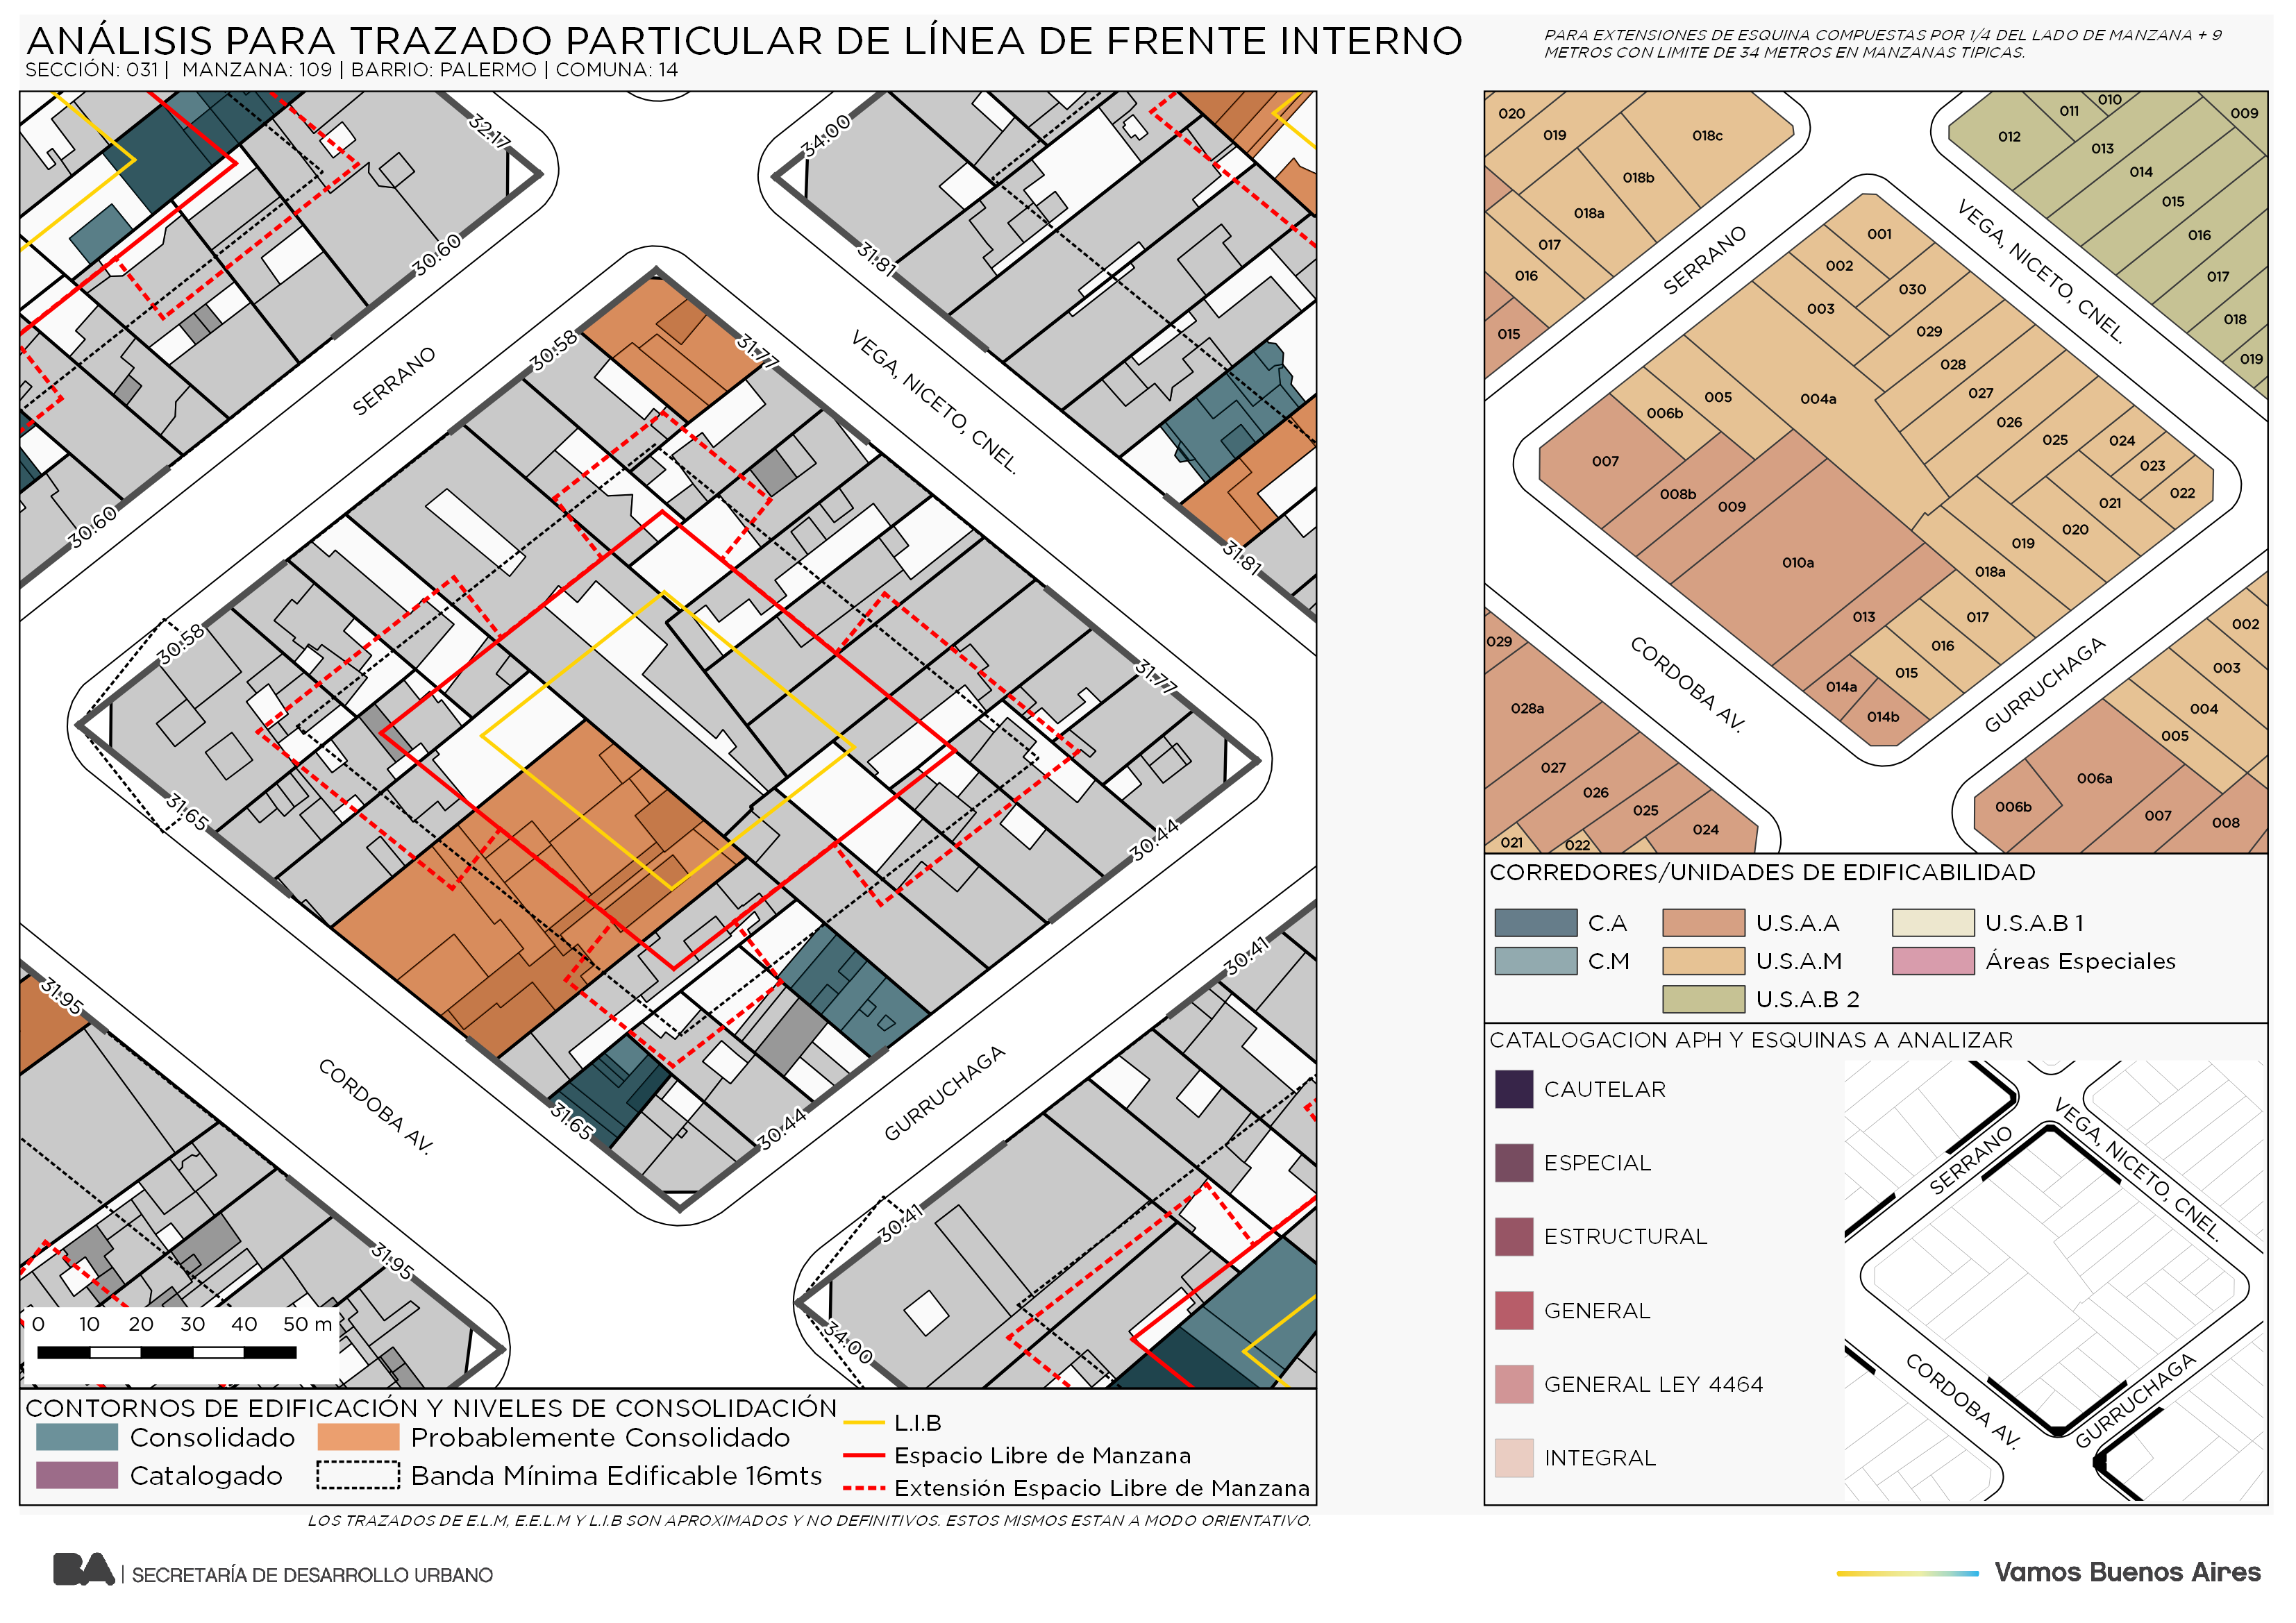 ANÁLISIS PARA TRAZADO PARTICULAR DE LÍNEA DE FRENTE INTERNO
SECCIÓN: 031 | MANZANA: 109 | BARRIO: PALERMO | COMUNA: 14
PARA EXTENSIONES DE ESQUINA COMPUESTAS POR 1/4 DEL LADO DE MANZANA + 9
METROS CON LIMITE DE 34 METROS EN MANZANAS TIPICAS.
32.17
34.00
30.60
31.81
30.58
31.77
SERRANO
VEGA, NICETO, CNEL.
30.60
31.81
30.58
31.77
31.65
30.44
30.41
31.95
CORDOBA AV.
31.65
30.44
GURRUCHAGA
30.41
31.95
34.00
0 10 20 30 40 50 m
CONTORNOS DE EDIFICACIÓN Y NIVELES DE CONSOLIDACIÓN
Consolidado
Probablemente Consolidado
Catalogado
Banda Mínima Edificable 16mts
L.I.B
Espacio Libre de Manzana
Extensión Espacio Libre de Manzana
LOS TRAZADOS DE E.L.M, E.E.L.M Y L.I.B SON APROXIMADOS Y NO DEFINITIVOS. ESTOS MISMOS ESTAN A MODO ORIENTATIVO.
020
019
018c
018b
018a
017
016
015
010
011
009
012
013
014
015
016
017
018
019
SERRANO
VEGA, NICETO, CNEL.
001
002
030
003
029
028
005
004a
027
006b
026
025
024
023
022
007
008b
009
021
020
019
010a
018a
013
017
016
015
014a
014b
CORDOBA AV.
GURRUCHAGA
029
028a
027
026
025
024
021
022
002
003
004
005
006a
006b
007
008
CORREDORES/UNIDADES DE EDIFICABILIDAD
C.A
U.S.A.A
U.S.A.B 1
C.M
U.S.A.M
Áreas Especiales
U.S.A.B 2
CATALOGACION APH Y ESQUINAS A ANALIZAR
CAUTELAR
ESPECIAL
ESTRUCTURAL
GENERAL
GENERAL LEY 4464
INTEGRAL
SERRANO
VEGA, NICETO, CNEL.
CORDOBA AV.
GURRUCHAGA
BA | SECRETARÍA DE DESARROLLO URBANO
Vamos Buenos Aires